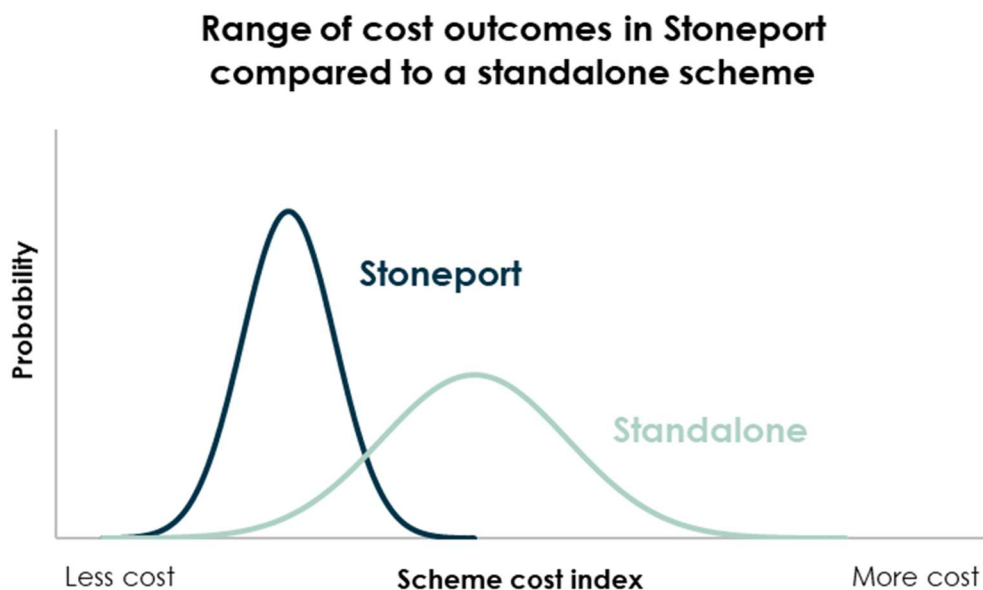 Range of cost outcomes in Stoneport
compared to a standalone scheme
Probability
Stoneport
Standalone
Less cost
Scheme cost index
More cost